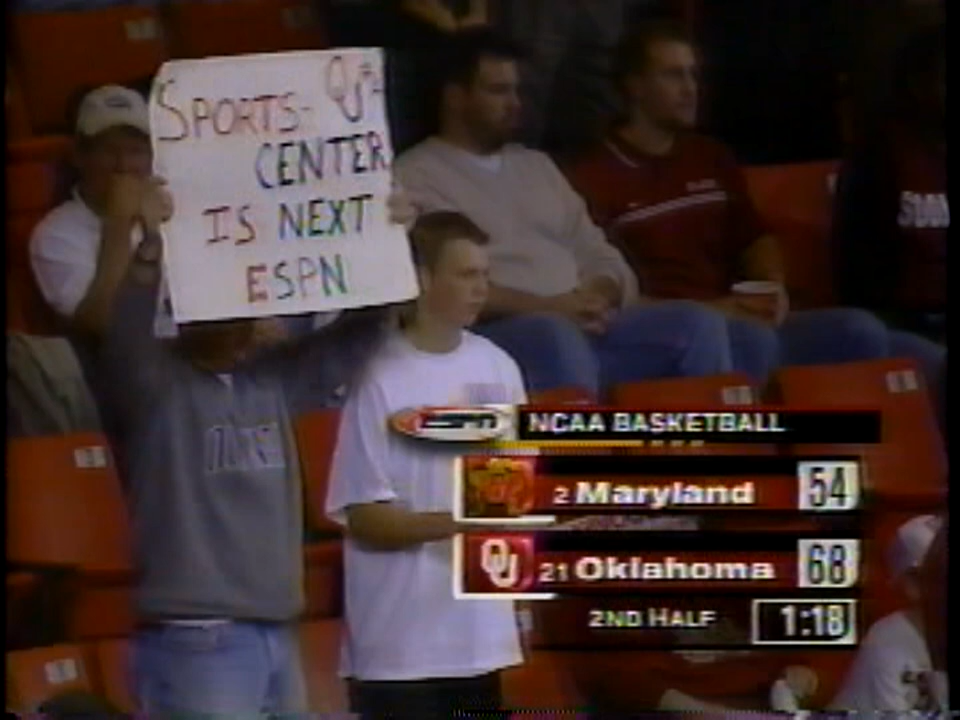 SPORTS- OU#1
CENTER
IS NEXT
ESPN
ESPN NCAA BASKETBALL
2 Maryland 54
21 Oklahoma 68
2ND HALF 1:18